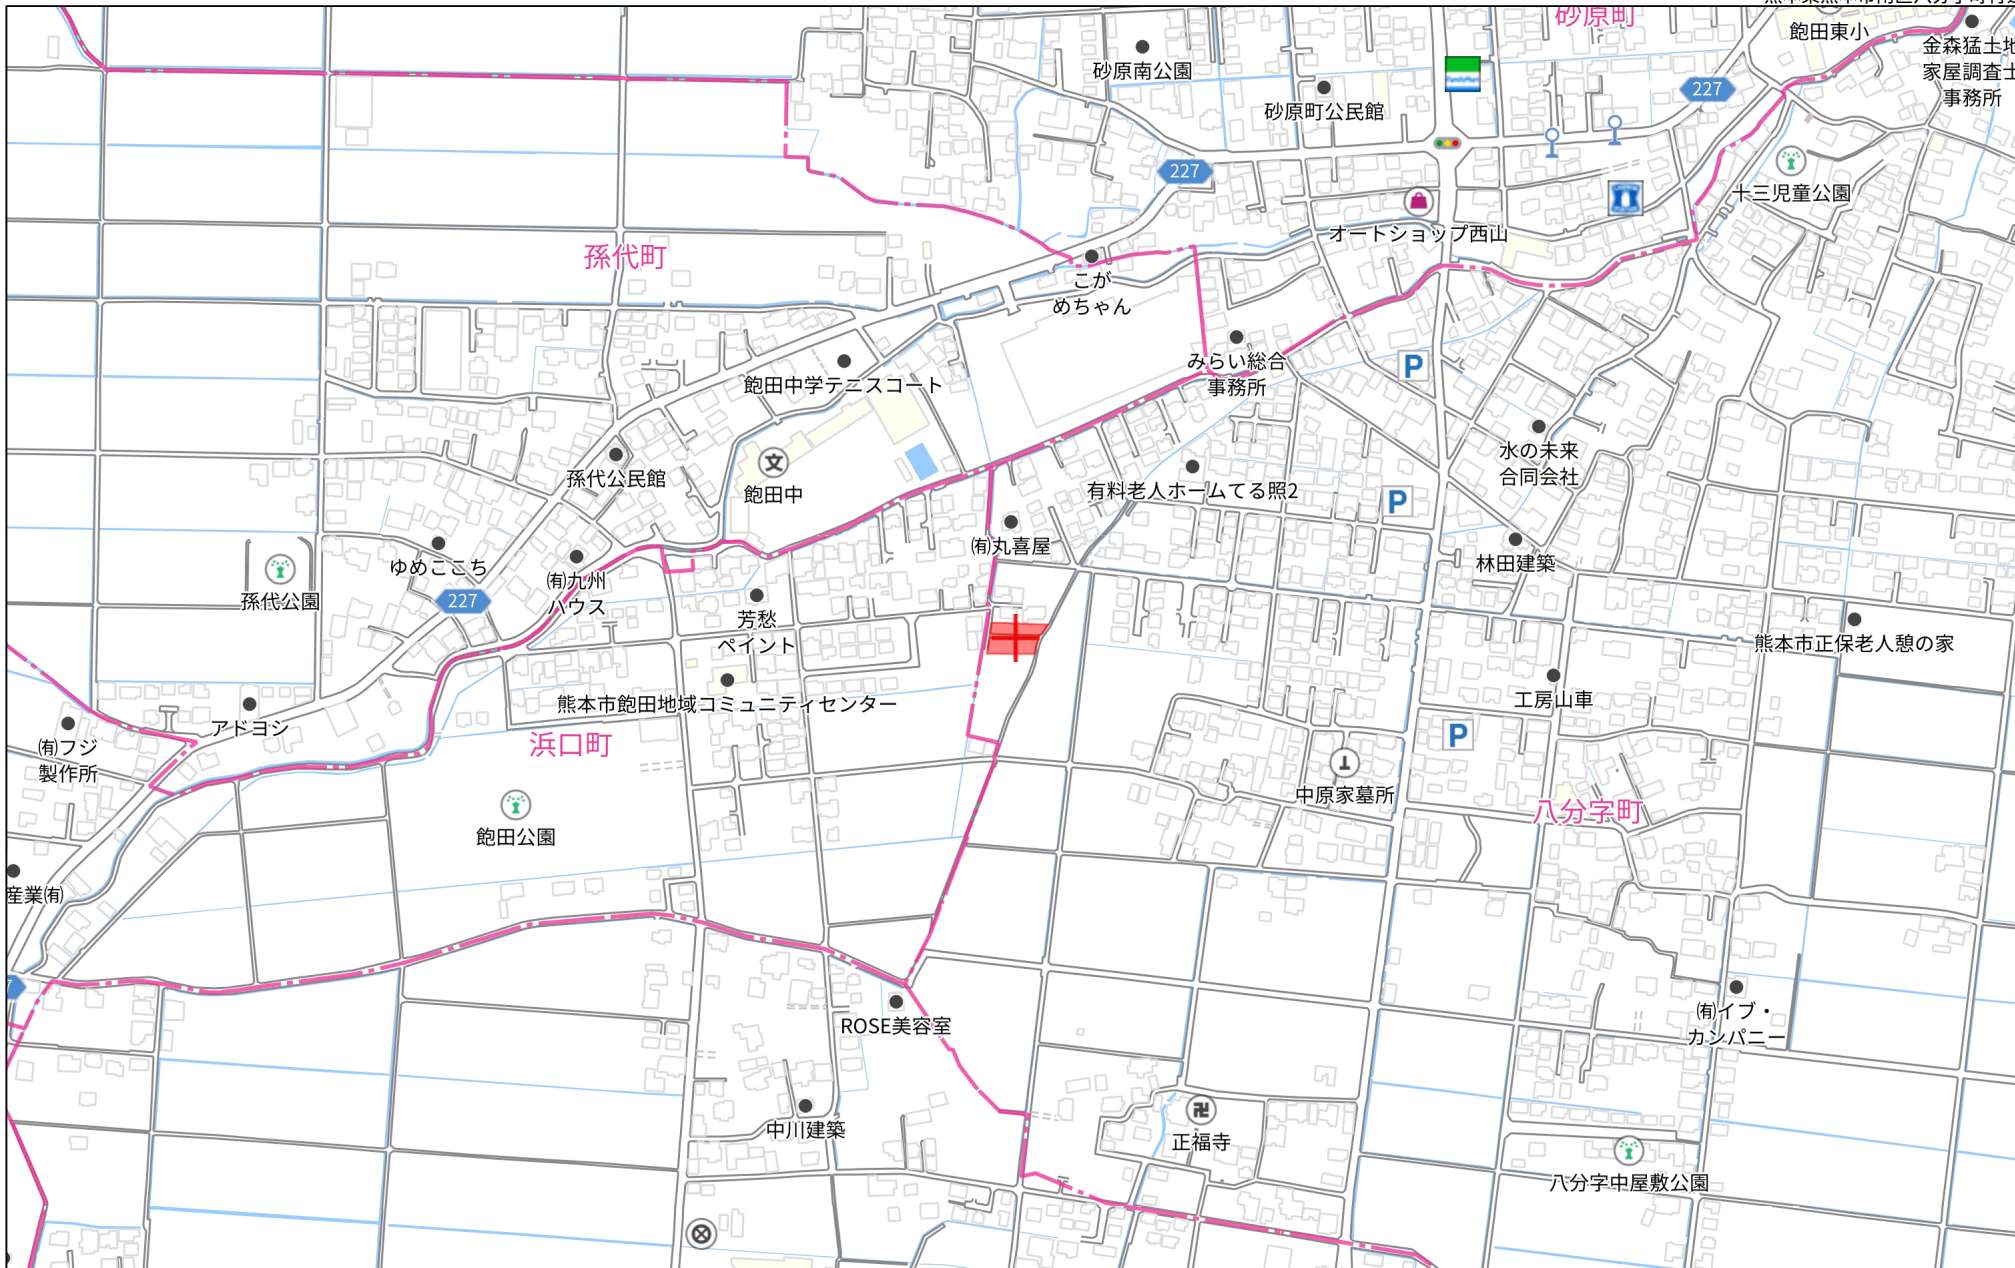 砂原町
飽田東小
金森猛土地
家屋調査士
事務所
砂原南公園
砂原町公民館
FamilyMart
227
227
十三児童公園
オートショップ西山
孫代町
こが
めちゃん
みらい総合
事務所
P
飽田中学テニスコート
水の未来
合同会社
孫代公民館
文
飽田中
有料老人ホームてる照2
P
㈲丸喜屋
林田建築
ゆめここち
㈲九州
ハウス
孫代公園
227
芳愁
ペイント
熊本市正保老人憩の家
工房山車
熊本市飽田地域コミュニティセンター
アドヨシ
㈲フジ
製作所
浜口町
P
中原家墓所
八分字町
飽田公園
産業㈲
7
ROSE美容室
㈲イブ・
カンパニー
中川建築
卍
正福寺
八分字中屋敷公園